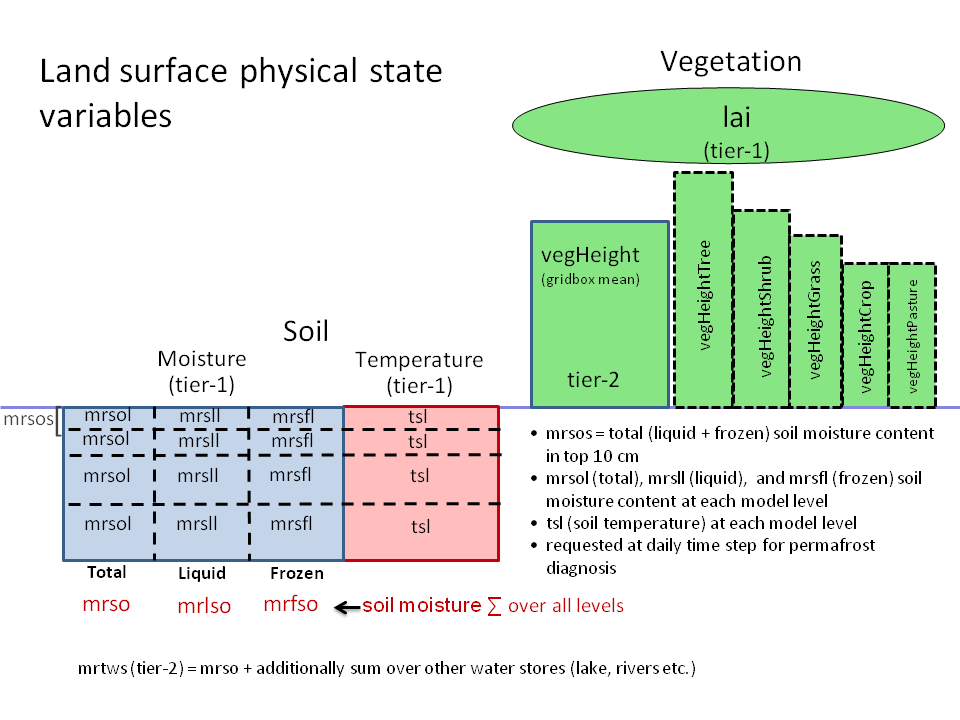 Land surface physical state
variables
Vegetation
lai
(tier-1)
vegHeight
(gridbox mean)
tier-2
vegHeightTree
vegHeightShrub
vegHeightGrass
vegHeightCrop
vegHeightPasture
Soil
Moisture
(tier-1)
Temperature
(tier-1)
mrsos
mrsol mrsll mrsfl tsl
mrsol mrsll mrsfl tsl
mrsol mrsll mrsfl tsl
mrsol mrsll mrsfl tsl
Total Liquid Frozen
mrso mrlso mrfso soil moisture ∑ over all levels
• mrsos = total (liquid + frozen) soil moisture content
in top 10 cm
• mrsol (total), mrsll (liquid), and mrsfl (frozen) soil
moisture content at each model level
• tsl (soil temperature) at each model level
• requested at daily time step for permafrost
diagnosis
mrtws (tier-2) = mrso + additionally sum over other water stores (lake, rivers etc.)